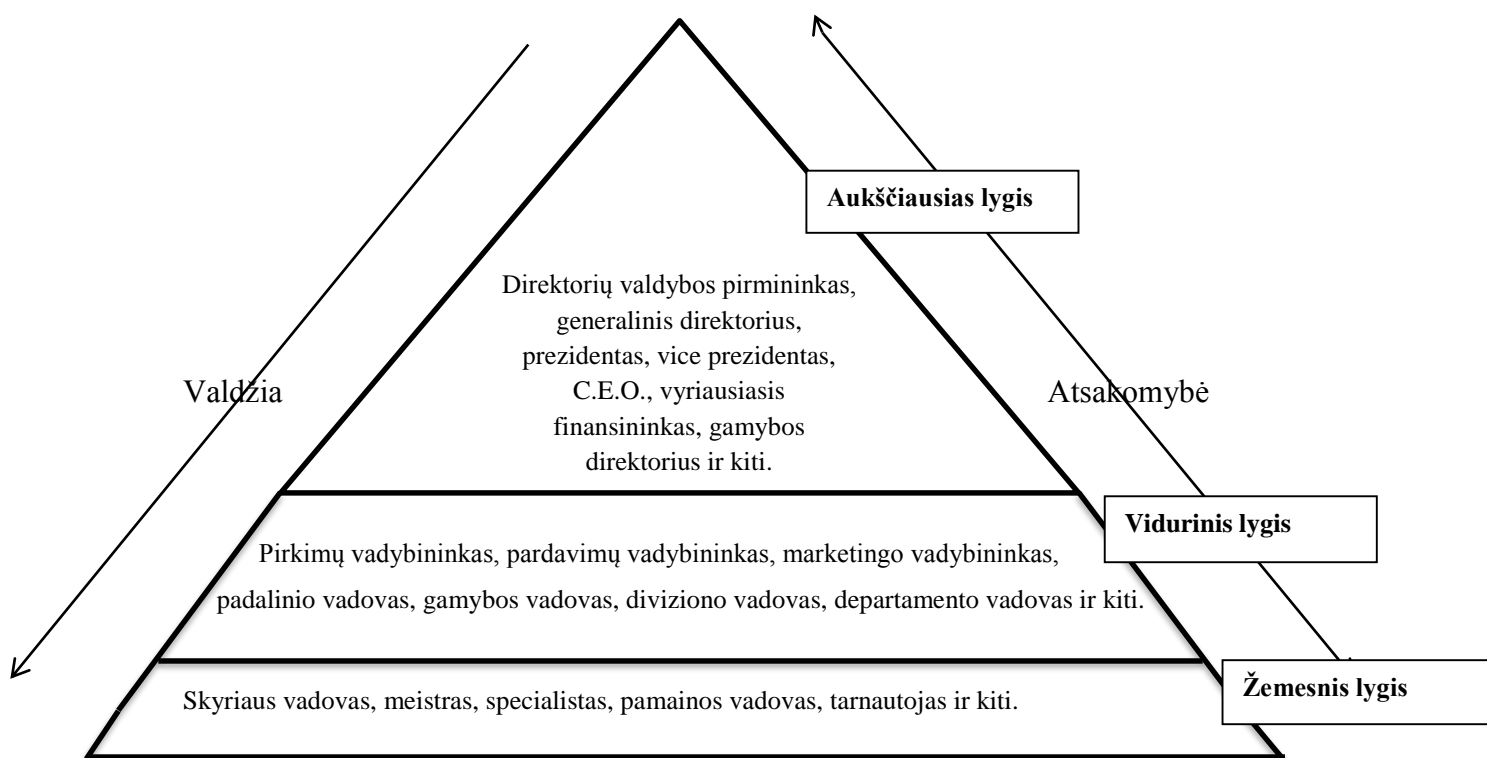 Aukščiausias lygis
Direktorių valdybos pirmininkas,
generalinis direktorius,
prezidentas, vice prezidentas,
C.E.O., vyriausiasis
finansininkas, gamybos
direktorius ir kiti.
Valdžia
Atsakomybė
Vidurinis lygis
Pirkimų vadybininkas, pardavimų vadybininkas, marketingo vadybininkas,
padalinio vadovas, gamybos vadovas, diviziono vadovas, departamento vadovas ir kiti.
Žemesnis lygis
Skyriaus vadovas, meistras, specialistas, pamainos vadovas, tarnautojas ir kiti.